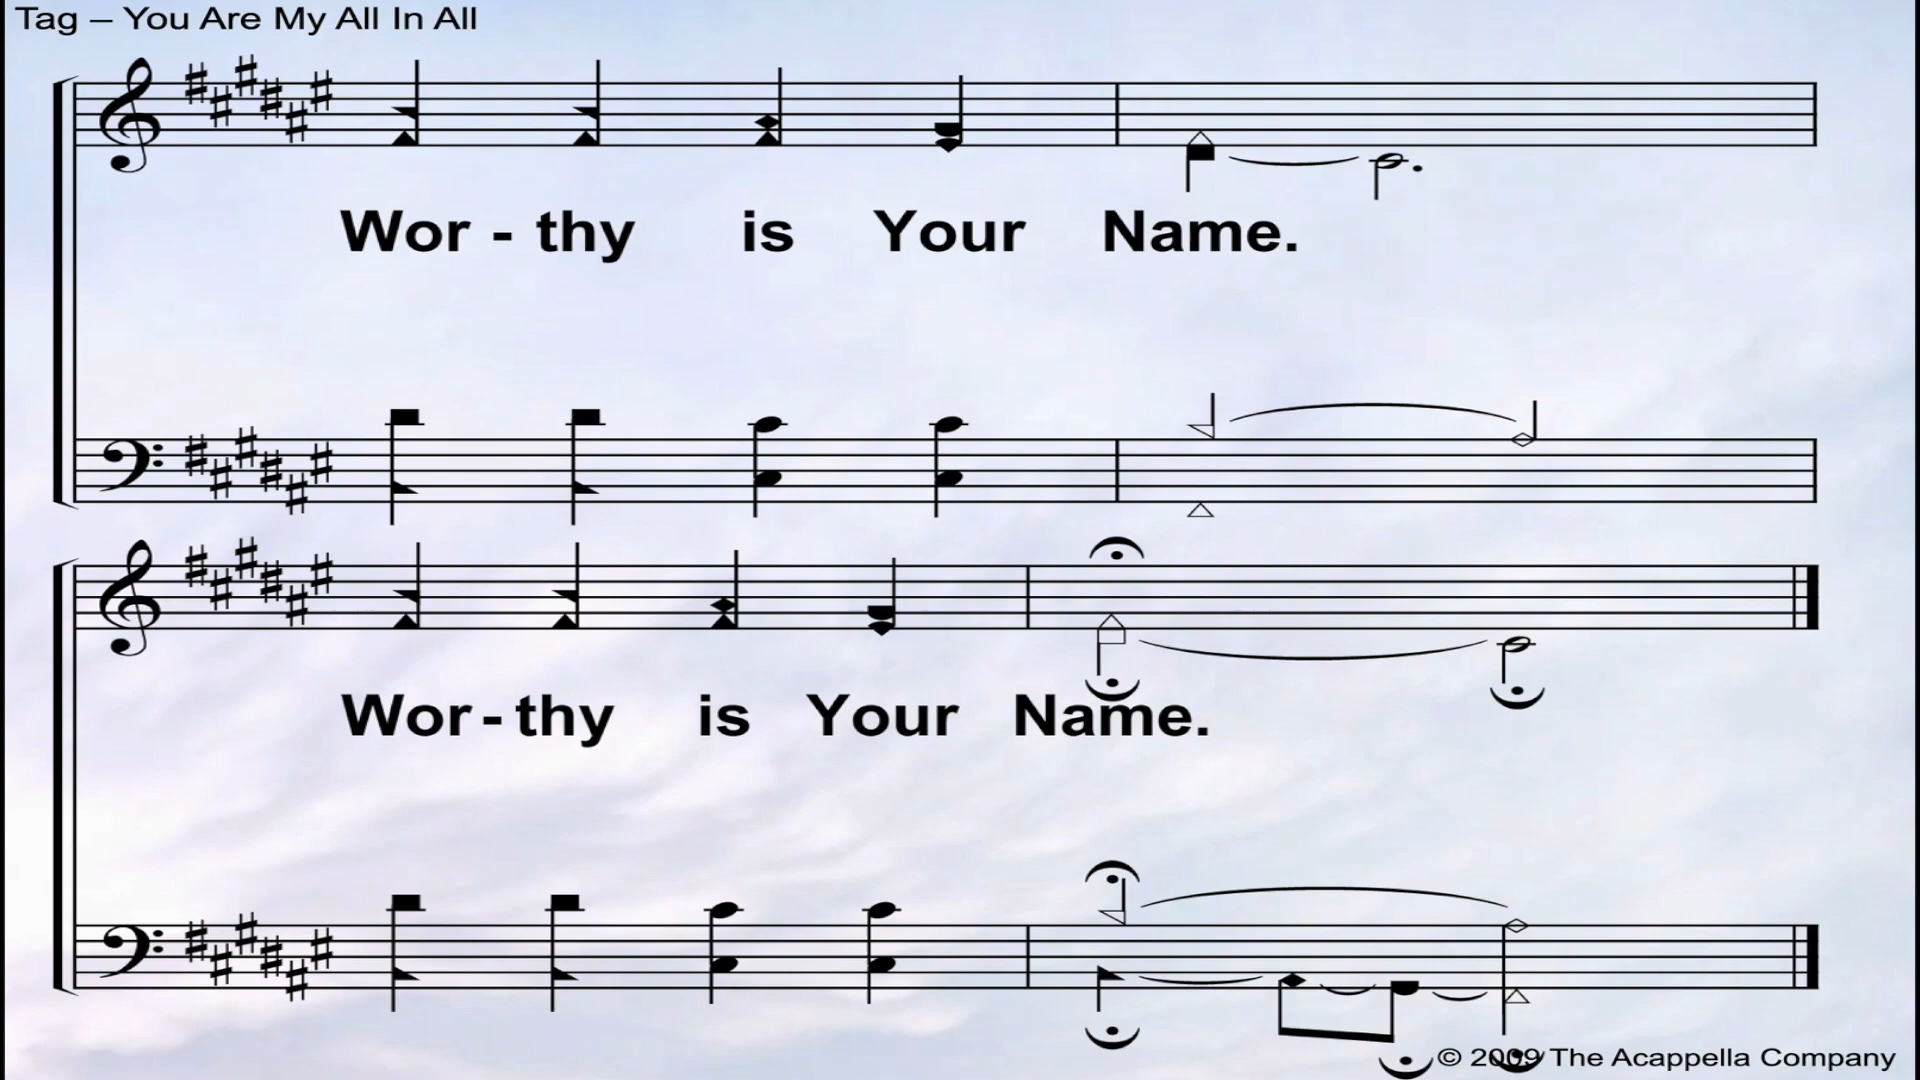 Tag – You Are My All In All
Wor - thy is Your Name.
Wor - thy is Your Name.
© 2009 The Acappella Company